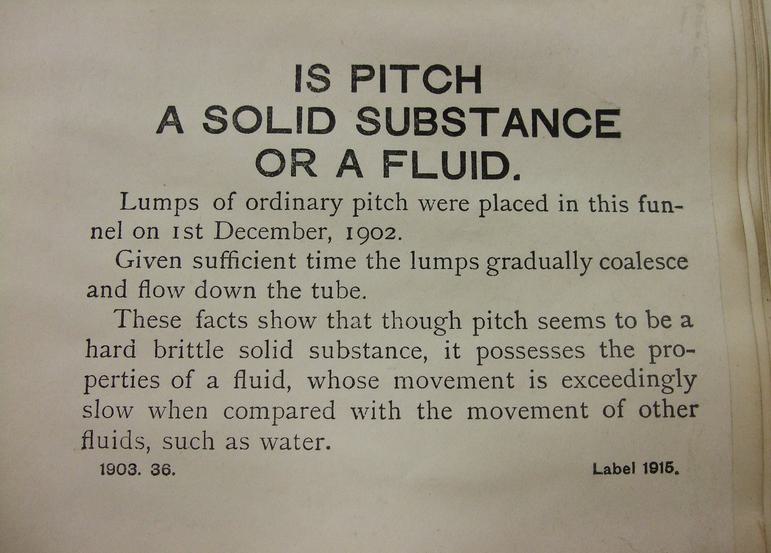 IS PITCH
A SOLID SUBSTANCE
OR A FLUID.
Lumps of ordinary pitch were placed in this fun-
nel on 1st December, 1902.
Given sufficient time the lumps gradually coalesce
and flow down the tube.
These facts show that though pitch seems to be a
hard brittle solid substance, it possesses the pro-
perties of a fluid, whose movement is exceedingly
slow when compared with the movement of other
fluids, such as water.
1903. 36. Label 1915.